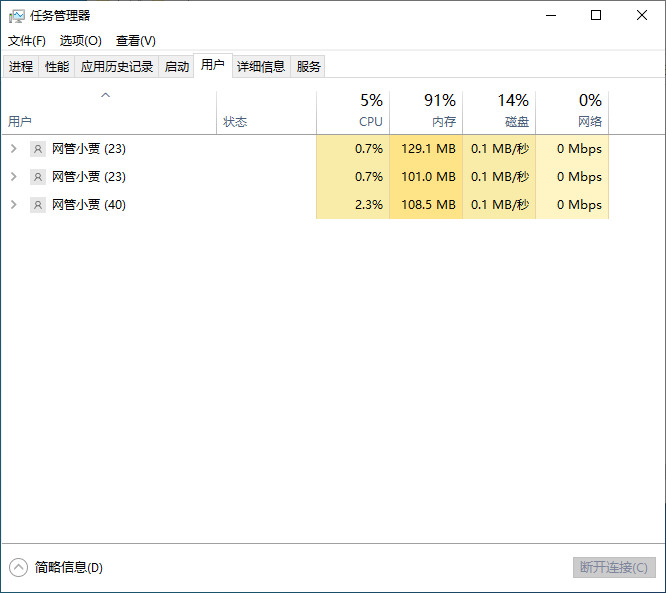 任务管理器
文件(F) 选项(O) 查看(V)
进程 性能 应用历史记录 启动 用户 详细信息 服务
5% 91% 14% 0%
用户 状态 CPU 内存 磁盘 网络
网管小贾 (23) 0.7% 129.1 MB 0.1 MB/秒 0 Mbps
网管小贾 (23) 0.7% 101.0 MB 0.1 MB/秒 0 Mbps
网管小贾 (40) 2.3% 108.5 MB 0.1 MB/秒 0 Mbps
简略信息(D) 断开连接(C)